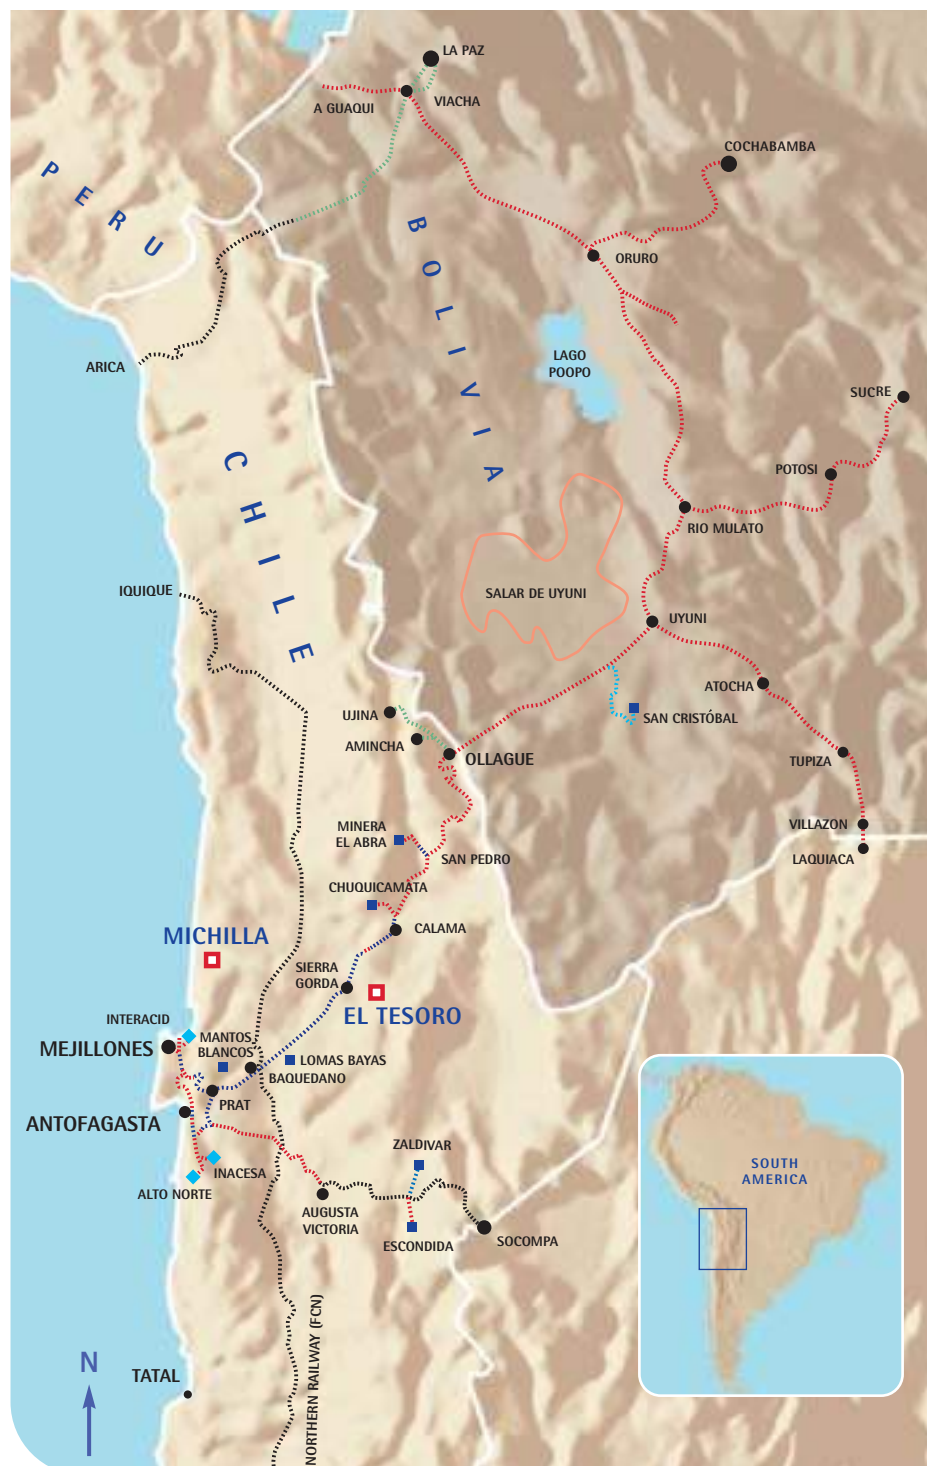 LA PAZ
A GUAQUI
VIACHA
COCHABAMBA
PERU
BOLIVIA
ORURO
ARICA
LAGO
POOPO
SUCRE
CHILE
POTOSI
RIO MULATO
IQUIQUE
SALAR DE UYUNI
UYUNI
ATOCHA
UJINA
SAN CRISTÓBAL
AMINCHA
OLLAGUE
TUPIZA
MINERA
EL ABRA
VILLAZON
SAN PEDRO
LAQUIACA
CHUQUICAMATA
CALAMA
MICHILLA
SIERRA
GORDA
EL TESORO
INTERACID
MANTOS
BLANCOS
MEJILLONES
LOMAS BAYAS
BAQUEDANO
PRAT
ANTOFAGASTA
ZALDIVAR
INACESA
ALTO NORTE
AUGUSTA
VICTORIA
ESCONDIDA
SOCOMPA
SOUTH
AMERICA
NORTHERN RAILWAY (FCN)
N
TATAL